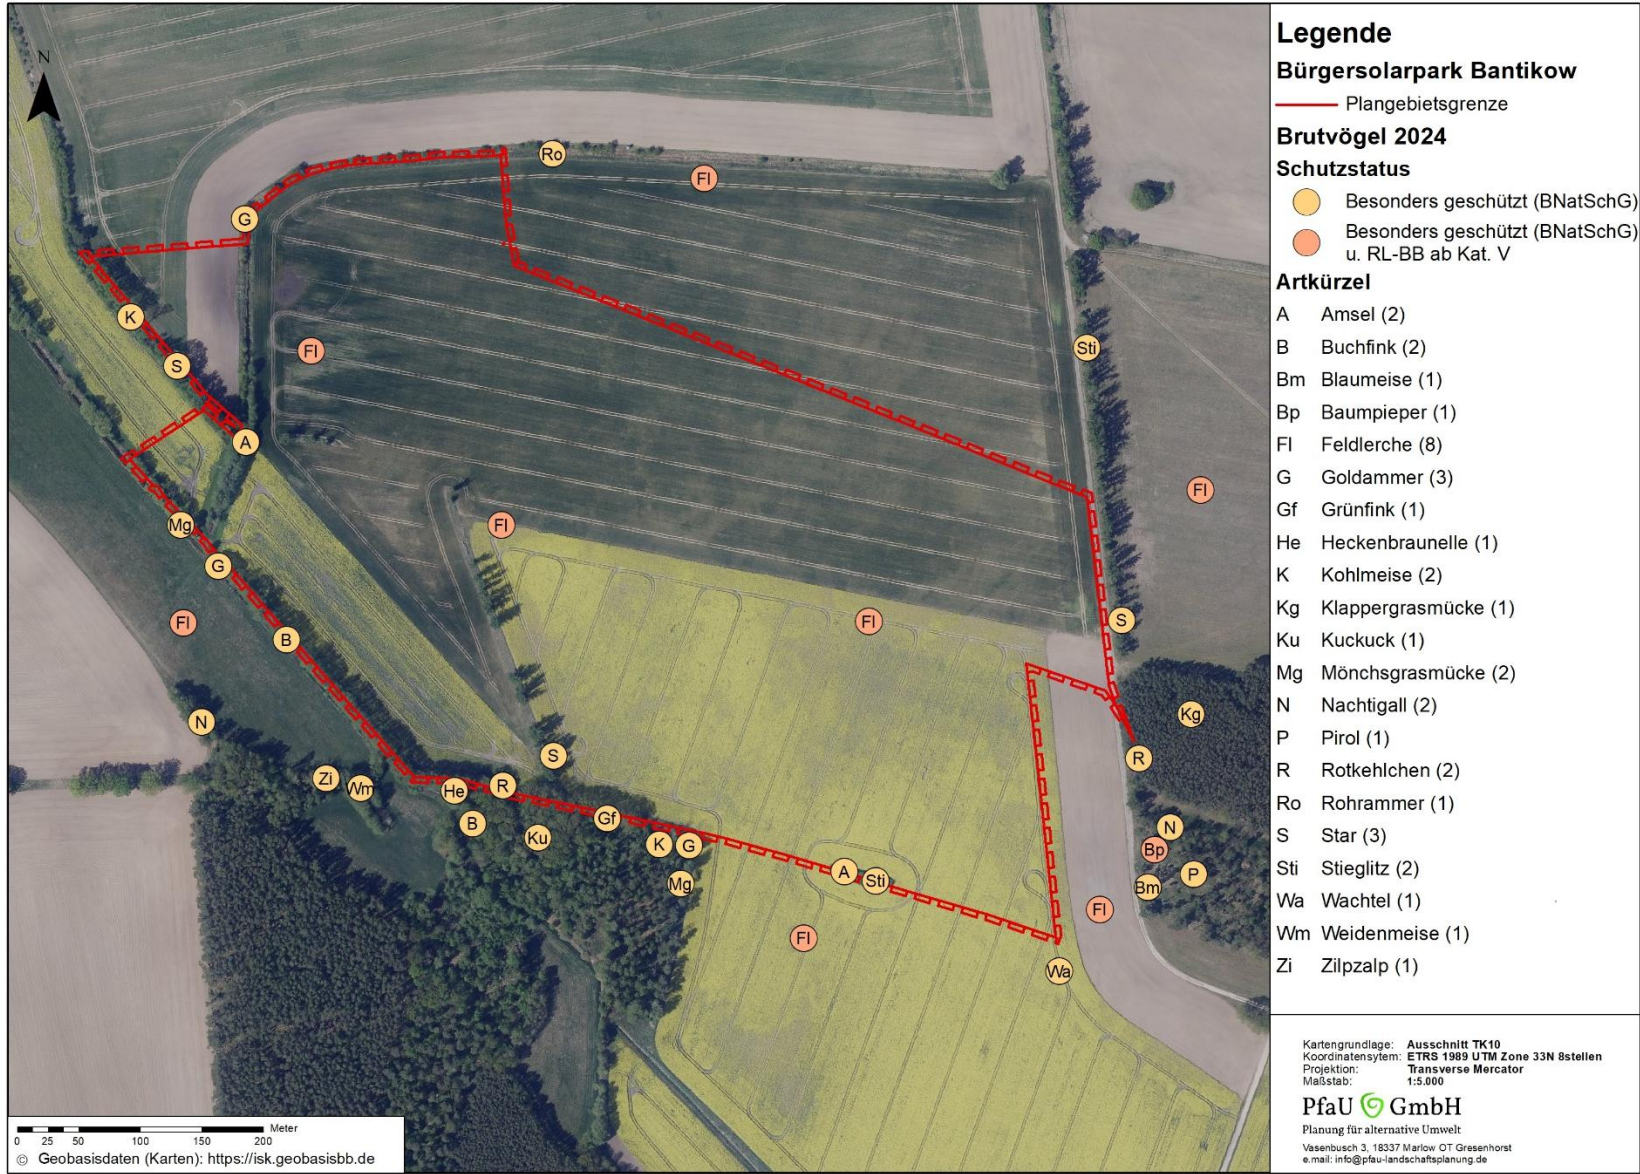 N
Ro
Fl
G
K
Fl
Sti
S
A
Fl
Mg
Fl
G
Fl
S
Fl
B
Kg
N
S
R
Zi
Wm
He
R
Gf
B
N
Ku
K
G
Bp
A
Sti
P
Mg
Bm
Fl
Fl
Wa
Meter
0 25 50 100 150 200
© Geobasisdaten (Karten): https://isk.geobasisbb.de
Legende
Bürgersolarpark Bantikow
Plangebietsgrenze
Brutvögel 2024
Schutzstatus
Besonders geschützt (BNatSchG)
Besonders geschützt (BNatSchG)
u. RL-BB ab Kat. V
Artkürzel
A Amsel (2)
B Buchfink (2)
Bm Blaumeise (1)
Bp Baumpieper (1)
Fl Feldlerche (8)
G Goldammer (3)
Gf Grünfink (1)
He Heckenbraunelle (1)
K Kohlmeise (2)
Kg Klappergrasmücke (1)
Ku Kuckuck (1)
Mg Mönchsgrasmücke (2)
N Nachtigall (2)
P Pirol (1)
R Rotkehlchen (2)
Ro Rohrammer (1)
S Star (3)
Sti Stieglitz (2)
Wa Wachtel (1)
Wm Weidenmeise (1)
Zi Zilpzalp (1)
Kartengrundlage: Ausschnitt TK10
Koordinatensytem: ETRS 1989 UTM Zone 33N 8stellen
Projektion: Transverse Mercator
Maßstab: 1:5.000
PfaU GmbH
Planung für alternative Umwelt
Vasenbusch 3, 18337 Marlow OT Gresenhorst
e.mail: info@pfau-landschaftsplanung.de